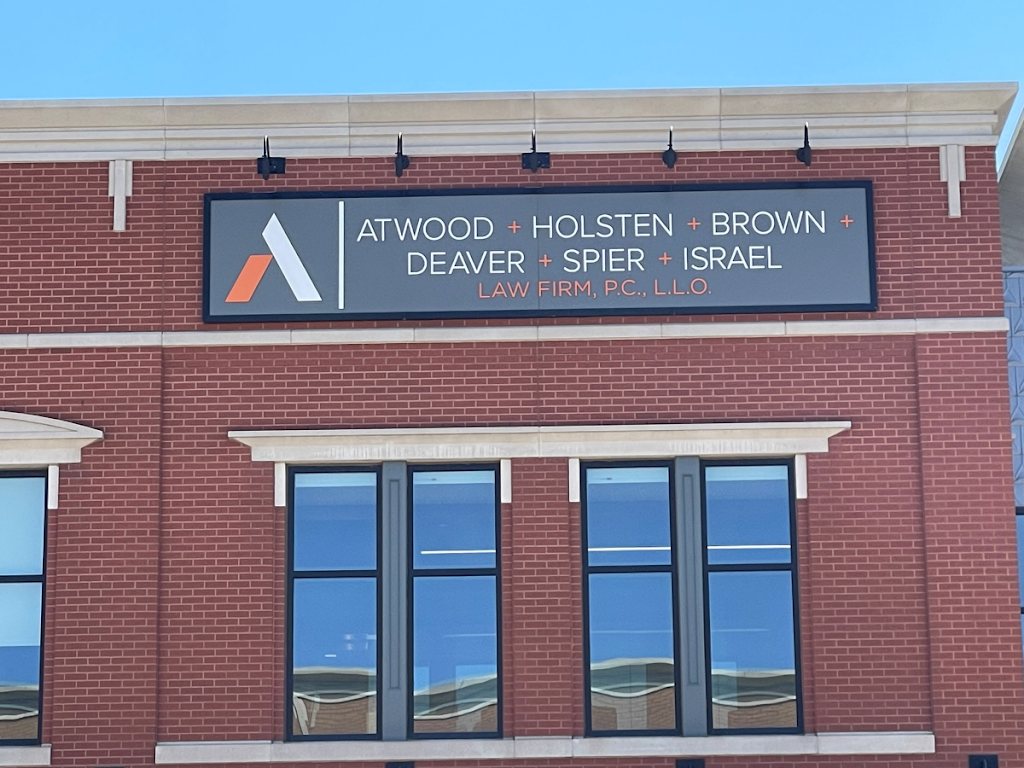 ATWOOD + HOLSTEN + BROWN +
DEAVER + SPIER + ISRAEL
LAW FIRM, P.C., L.L.O.